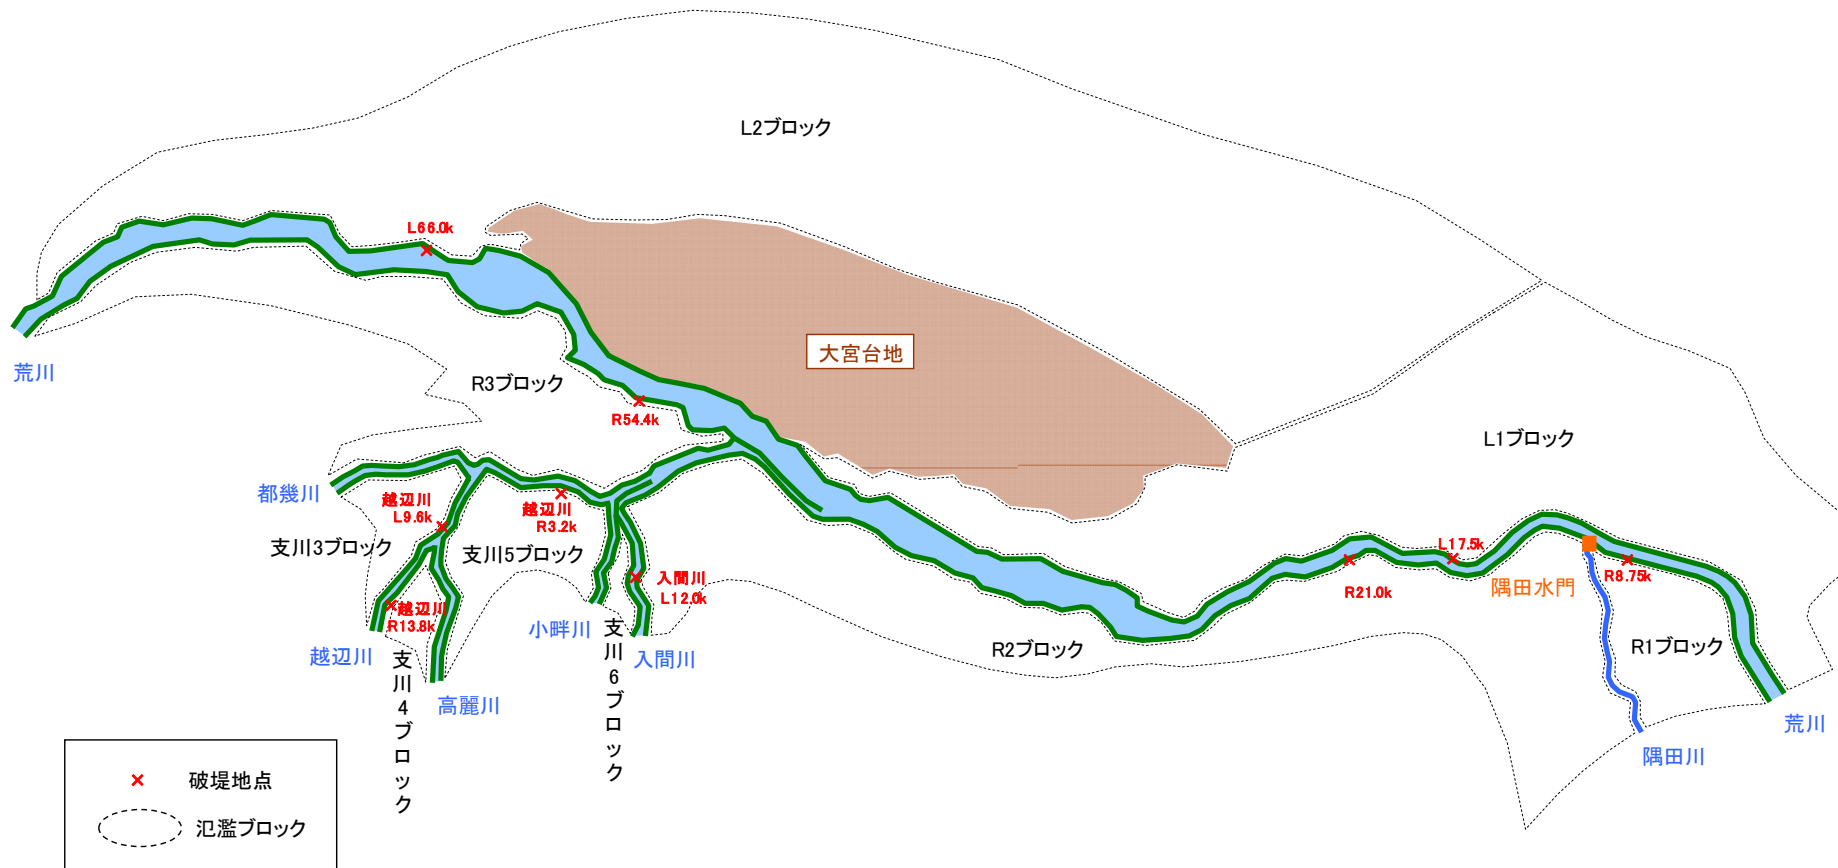 L2ブロック
L66.0k
大宮台地
荒川
R3ブロック
R54.4k
L1ブロック
都幾川
越辺川
L9.6k
越辺川
R3.2k
支川3ブロック
支川5ブロック
L17.5k
R21.0k
隅田水門
R8.75k
入間川
L12.0k
越辺川
R13.8k
小畔川
支川6ブロック
入間川
R2ブロック
R1ブロック
越辺川
支川4ブロック
高麗川
荒川
隅田川
破堤地点
氾濫ブロック